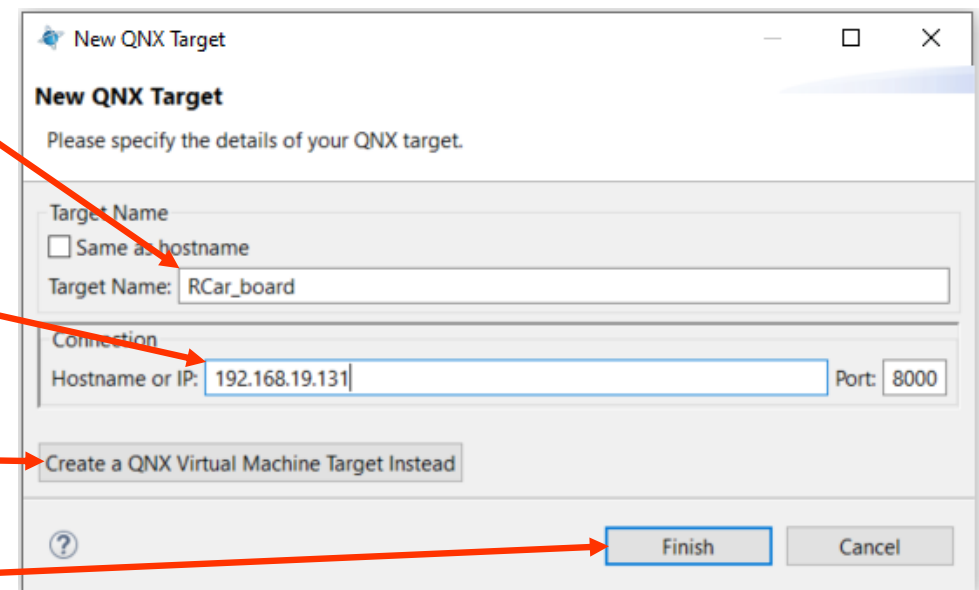 New QNX Target
New QNX Target
Please specify the details of your QNX target.
Target Name
Same as hostname
Target Name: RCar_board
Connection
Hostname or IP: 192.168.19.131 Port: 8000
Create a QNX Virtual Machine Target Instead
? Finish Cancel